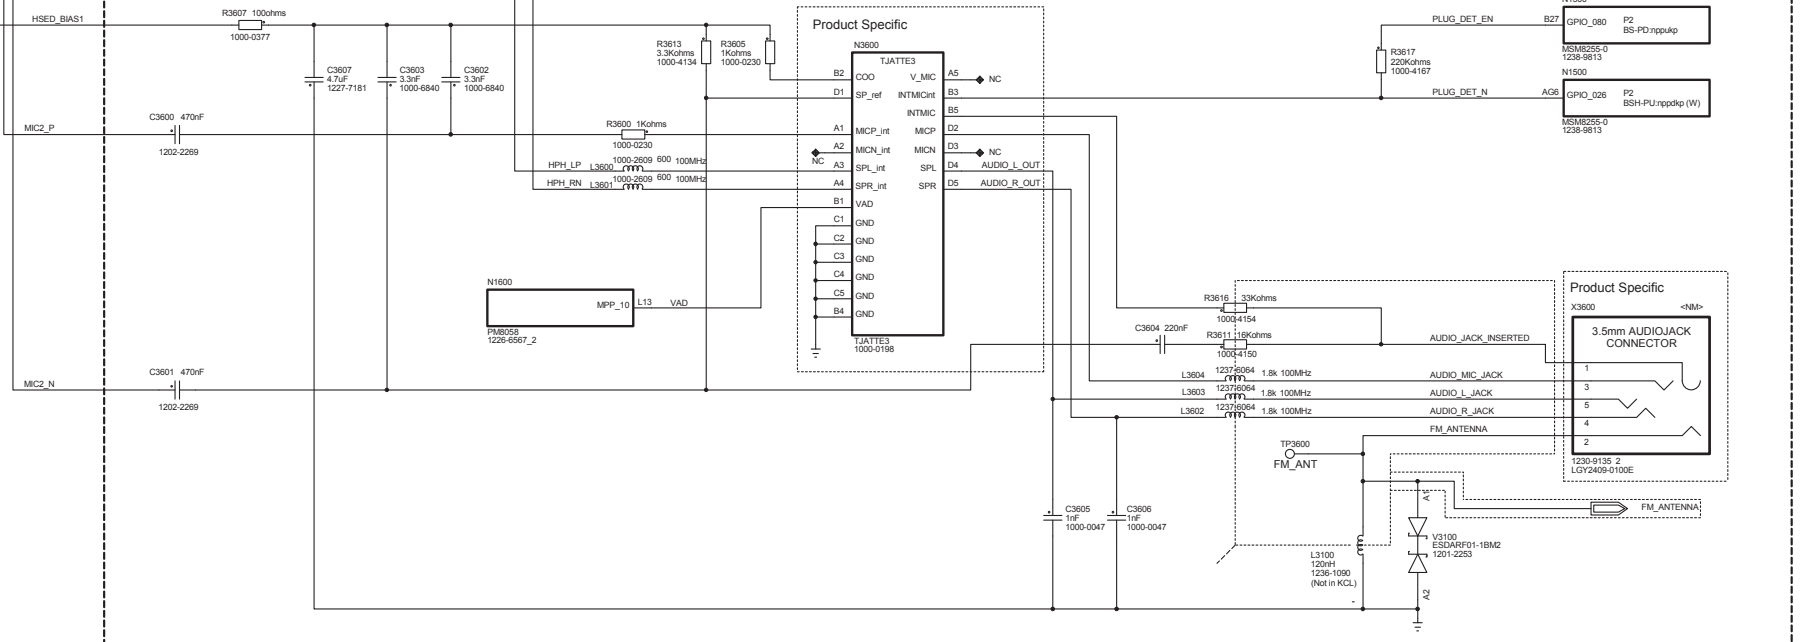 HSED_BIAS1
R3607 100ohms
1000-0377
C3607
4.7uF
1227-7181
C3603
3.3nF
1000-6840
C3602
3.3nF
1000-6840
R3613
3.3Kohms
1000-4134
R3605
1Kohms
1000-0230
MIC2_P
C3600 470nF
1202-2269
R3600 1Kohms
1000-0230
HPH_LP L3600 1000-2609 600 100MHz
HPH_RN L3601 1000-2609 600 100MHz
N1600
MPP_10
L13 VAD
PM8058
1226-6567_2
MIC2_N
C3601 470nF
1202-2269
Product Specific
N3600
TJATTE3
B2 COO V_MIC A5 NC
D1 SP_ref INTMICint B3
INTMIC B5
A1 MICP_int MICP D2
A2 MICN_int MICN D3 NC
NC
A3 SPL_int SPL D4 AUDIO_L_OUT
A4 SPR_int SPR D5 AUDIO_R_OUT
B1 VAD
C1 GND
C2 GND
C3 GND
C4 GND
C5 GND
B4 GND
TJATTE3
1000-0198
PLUG_DET_EN B27 GPIO_080 P2
BS-PD:nppukp
MSM8255-0
1238-9813
R3617
220Kohms
1000-4167
N1500
PLUG_DET_N AG6 GPIO_026 P2
BSH-PU:nppdkp (W)
MSM8255-0
1238-9813
R3616 33Kohms
1000-4154
C3604 220nF
R3611 16Kohms
1000-4150
L3604 1237-6064 1.8k 100MHz
L3603 1237-6064 1.8k 100MHz
L3602 1237-6064 1.8k 100MHz
AUDIO_JACK_INSERTED
AUDIO_MIC_JACK
AUDIO_L_JACK
AUDIO_R_JACK
FM_ANTENNA
Product Specific
X3600 <NM>
3.5mm AUDIOJACK
CONNECTOR
1
3
5
4
2
1230-9135 2
LGY2409-0100E
TP3600
FM_ANT
FM_ANTENNA
C3605
1nF
1000-0047
C3606
1nF
1000-0047
L3100
120nH
1236-1090
(Not in KCL)
A1
V3100
ESDARF01-1BM2
1201-2253
A2